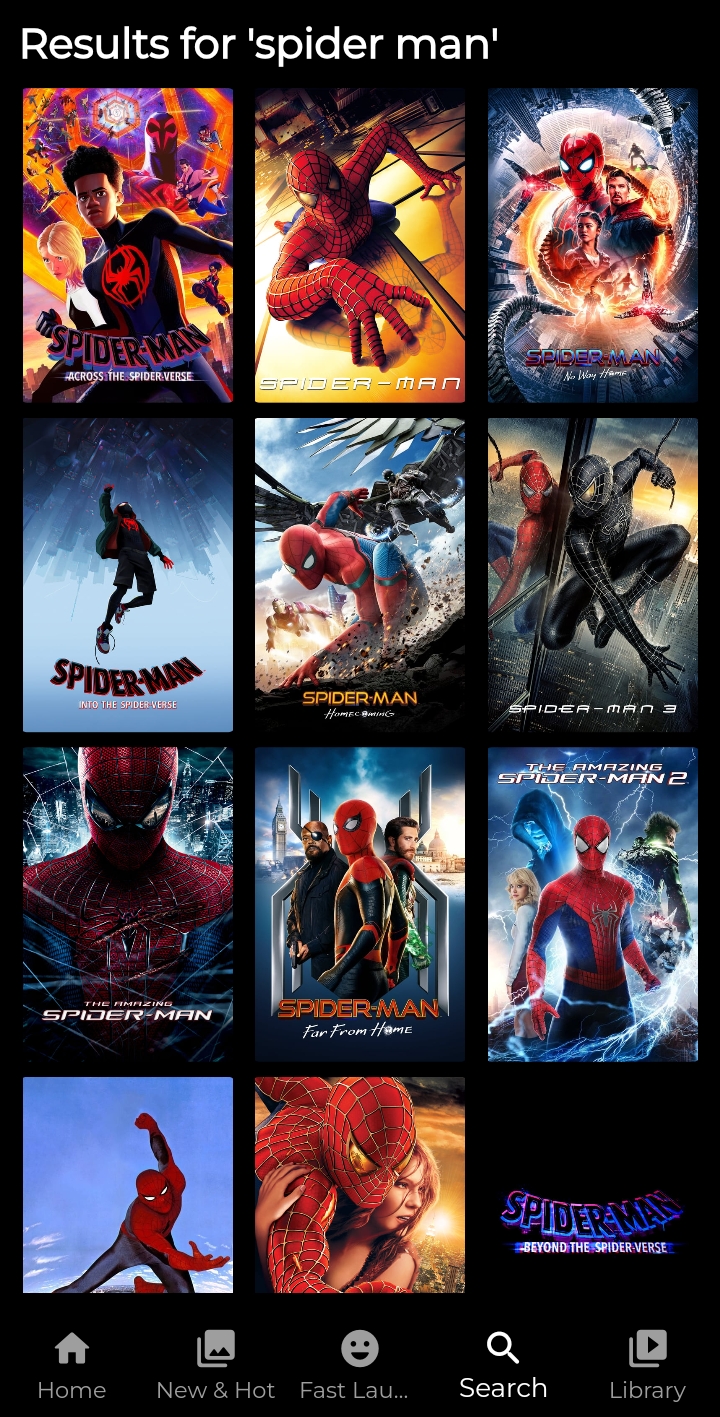 Results for 'spider man'
SPIDER-MAN
ACROSS THE SPIDER-VERSE
SPIDER-MAN
SPIDER-MAN
No Way Home
SPIDER-MAN
INTO THE SPIDER-VERSE
SPIDER-MAN
HOMECOMING
SPIDER-MAN 3
THE AMAZING
SPIDER-MAN
SPIDER-MAN
Far From Home
THE AMAZING
SPIDER-MAN 2
SPIDER-MAN
BEYOND THE SPIDER-VERSE
Home
New & Hot
Fast Lau...
Search
Library